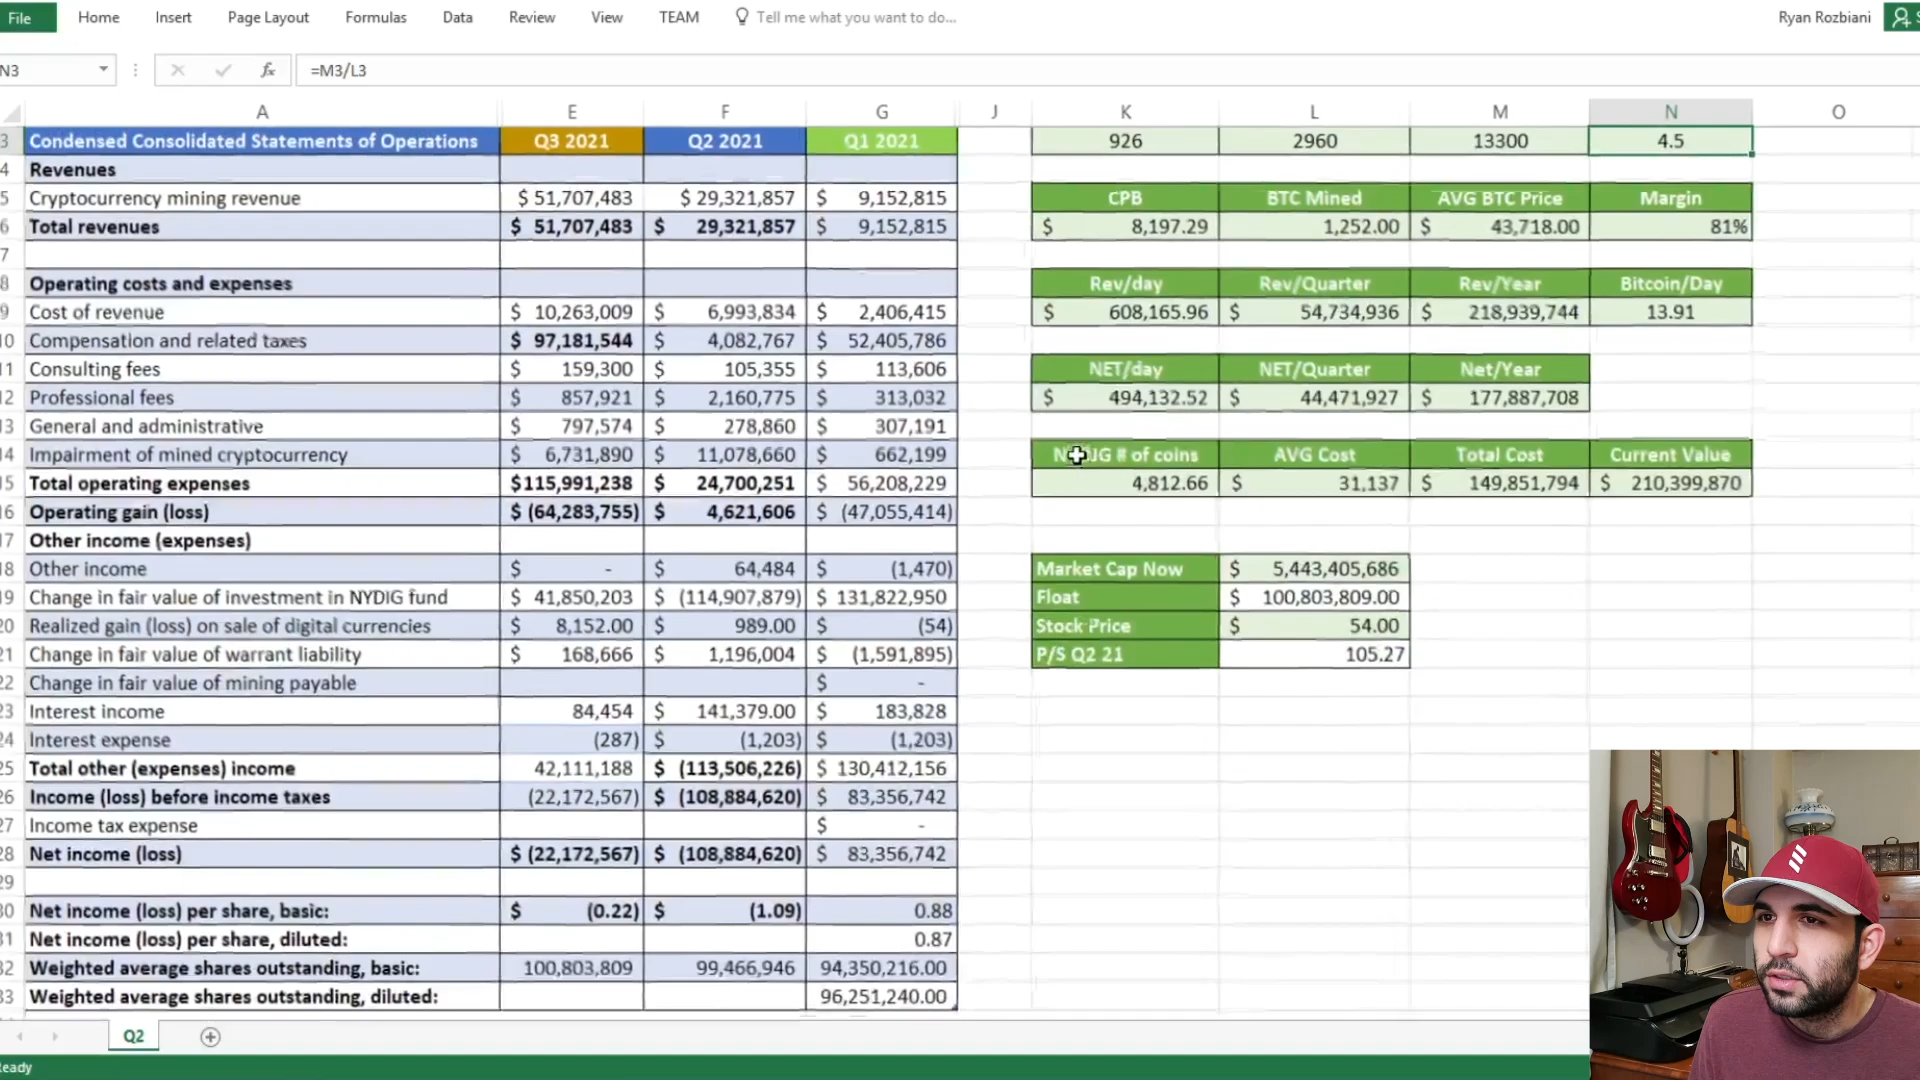 File Home Insert Page Layout Formulas Data Review View TEAM Tell me what you want to do... Ryan Rozbiani
N3 fx =M3/L3
A E F G J K L M N O
3 Condensed Consolidated Statements of Operations Q3 2021 Q2 2021 Q1 2021 926 2960 13300 4.5
4 Revenues
5 Cryptocurrency mining revenue $ 51,707,483 $ 29,321,857 $ 9,152,815 CPB BTC Mined AVG BTC Price Margin
6 Total revenues $ 51,707,483 $ 29,321,857 $ 9,152,815 $ 8,197.29 1,252.00 $ 43,718.00 81%
7
8 Operating costs and expenses Rev/day Rev/Quarter Rev/Year Bitcoin/Day
9 Cost of revenue $ 10,263,009 $ 6,993,834 $ 2,406,415 $ 608,165.96 $ 54,734,936 $ 218,939,744 13.91
10 Compensation and related taxes $ 97,181,544 $ 4,082,767 $ 52,405,786
11 Consulting fees $ 159,300 $ 105,355 $ 113,606 NET/day NET/Quarter Net/Year
12 Professional fees $ 857,921 $ 2,160,775 $ 313,032 $ 494,132.52 $ 44,471,927 $ 177,887,708
13 General and administrative $ 797,574 $ 278,860 $ 307,191
14 Impairment of mined cryptocurrency $ 6,731,890 $ 11,078,660 $ 662,199 # of coins AVG Cost Total Cost Current Value
15 Total operating expenses $115,991,238 $ 24,700,251 $ 56,208,229 4,812.66 $ 31,137 $ 149,851,794 $ 210,399,870
16 Operating gain (loss) $ (64,283,755) $ 4,621,606 $ (47,055,414)
17 Other income (expenses)
18 Other income $ - $ 64,484 $ (1,470) Market Cap Now $ 5,443,405,686
19 Change in fair value of investment in NYDIG fund $ 41,850,203 $ (114,907,879) $ 131,822,950 Float $ 100,803,809.00
20 Realized gain (loss) on sale of digital currencies $ 8,152.00 $ 989.00 $ (54) Stock Price $ 54.00
21 Change in fair value of warrant liability $ 168,666 $ 1,196,004 $ (1,591,895) P/S Q2 21 105.27
22 Change in fair value of mining payable $ -
23 Interest income 84,454 $ 141,379.00 $ 183,828
24 Interest expense (287) $ (1,203) $ (1,203)
25 Total other (expenses) income 42,111,188 $ (113,506,226) $ 130,412,156
26 Income (loss) before income taxes (22,172,567) $ (108,884,620) $ 83,356,742
27 Income tax expense $ -
28 Net income (loss) $ (22,172,567) $ (108,884,620) $ 83,356,742
29
30 Net income (loss) per share, basic: $ (0.22) $ (1.09) 0.88
31 Net income (loss) per share, diluted: 0.87
32 Weighted average shares outstanding, basic: 100,803,809 99,466,946 94,350,216.00
33 Weighted average shares outstanding, diluted: 96,251,240.00
Q2
Ready